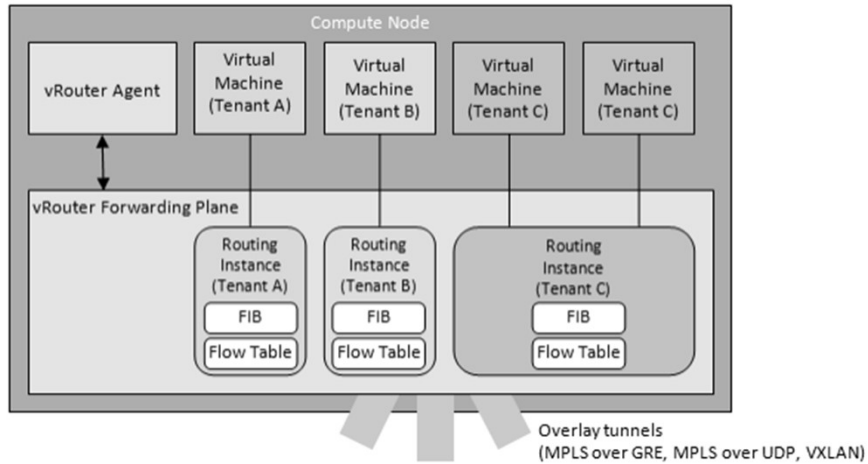 Compute Node
vRouter Agent
Virtual
Machine
(Tenant A)
Virtual
Machine
(Tenant B)
Virtual
Machine
(Tenant C)
Virtual
Machine
(Tenant C)
vRouter Forwarding Plane
Routing
Instance
(Tenant A)
FIB
Flow Table
Routing
Instance
(Tenant B)
FIB
Flow Table
Routing
Instance
(Tenant C)
FIB
Flow Table
Overlay tunnels
(MPLS over GRE, MPLS over UDP, VXLAN)